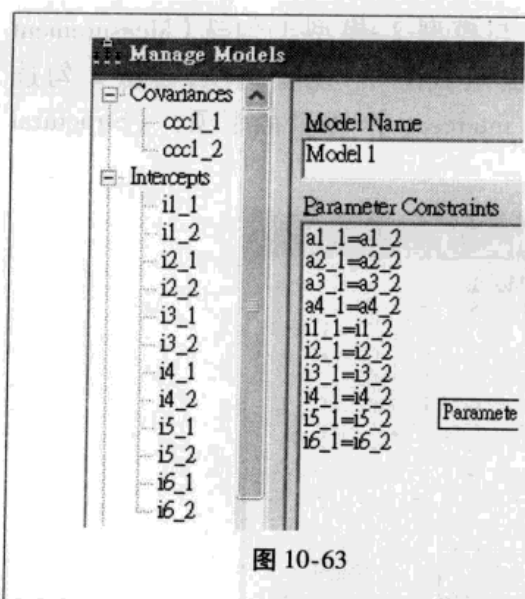 Manage Models
Covariances
ccc1_1
ccc1_2
Intercepts
i1_1
i1_2
i2_1
i2_2
i3_1
i3_2
i4_1
i4_2
i5_1
i5_2
i6_1
i6_2
Model Name
Model 1
Parameter Constraints
a1_1=a1_2
a2_1=a2_2
a3_1=a3_2
a4_1=a4_2
i1_1=i1_2
i2_1=i2_2
i3_1=i3_2
i4_1=i4_2
i5_1=i5_2
i6_1=i6_2
Paramete
图 10-63